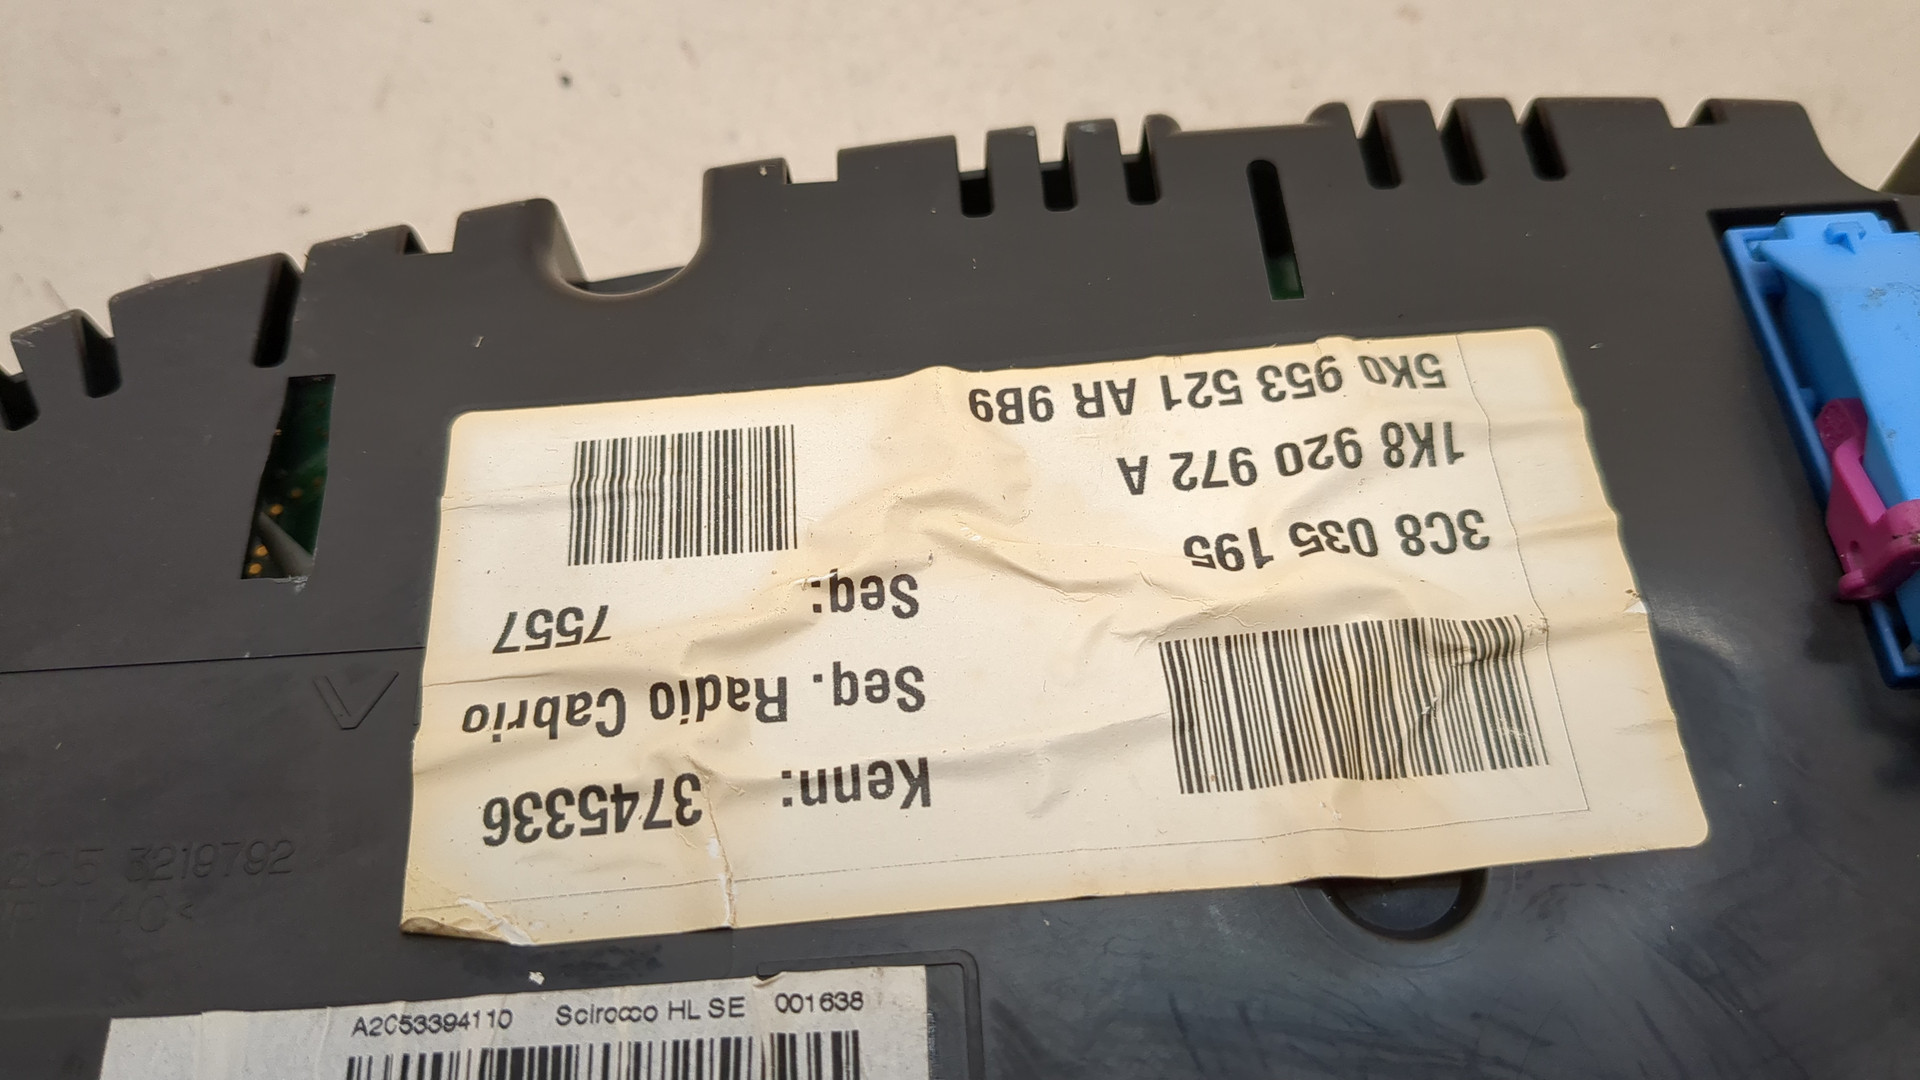 Kenn: 3745336
Seq. Radio Cabrio
Seq: 7557
3C8 035 195
1K8 920 972 A
5K0 953 521 AR 9B9
3219792
A2C53394110 Scirocco HL SE 001638